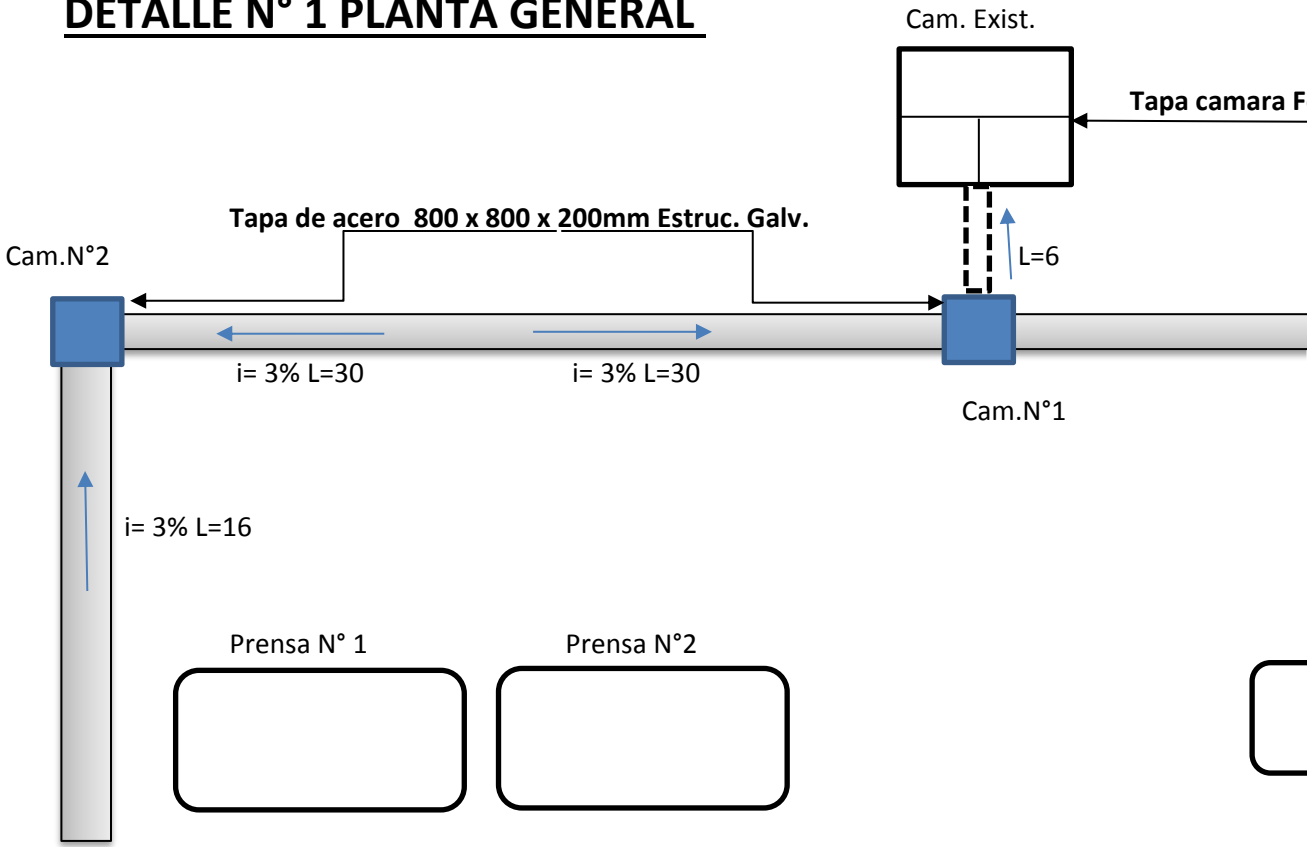 DETALLE N° 1 PLANTA GENERAL
Cam. Exist.
Tapa camara F
Tapa de acero 800 x 800 x 200mm Estruc. Galv.
Cam.N°2
L=6
i= 3% L=30
i= 3% L=30
Cam.N°1
i= 3% L=16
Prensa N° 1
Prensa N°2